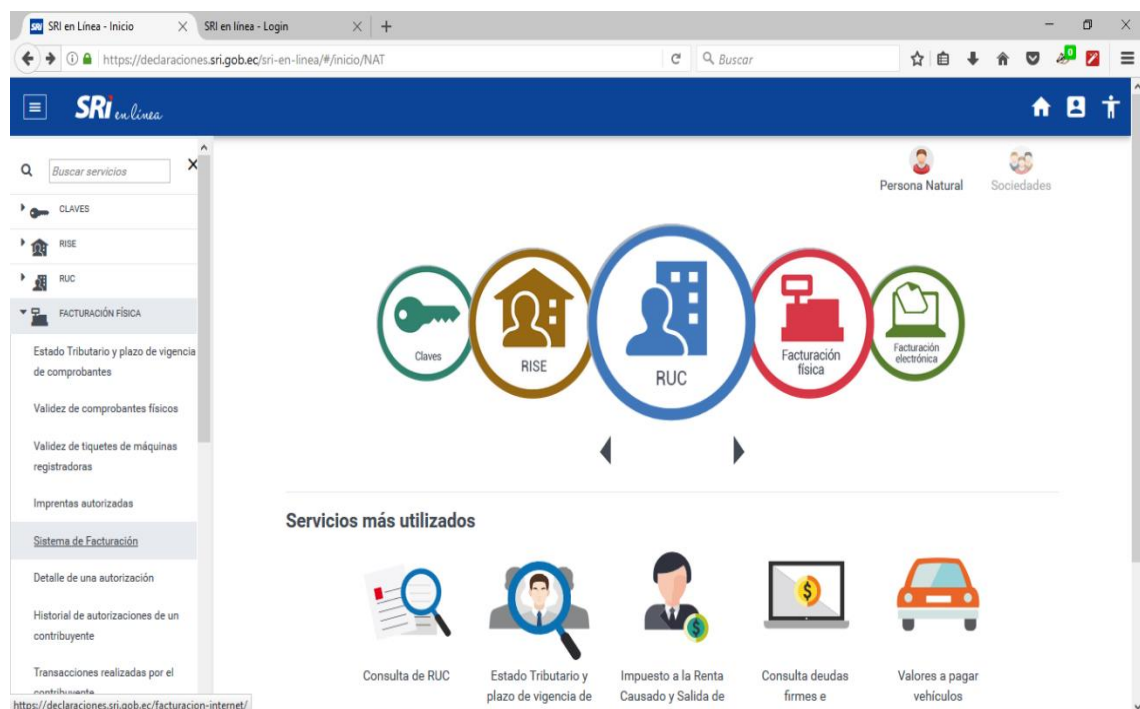 SRI en Línea - Inicio
SRI en línea - Login
https://declaraciones.sri.gob.ec/sri-en-linea/#/inicio/NAT
Buscar
0
SRi en línea
Buscar servicios
X
CLAVES
RISE
RUC
FACTURACIÓN FÍSICA
Estado Tributario y plazo de vigencia
de comprobantes
Validez de comprobantes físicos
Validez de tiquetes de máquinas
registradoras
Imprentas autorizadas
Sistema de Facturación
Detalle de una autorización
Historial de autorizaciones de un
contribuyente
Transacciones realizadas por el
contribuyente
https://declaraciones.sri.gob.ec/facturacion-internet/
Persona Natural
Sociedades
Claves
RISE
RUC
Facturación
física
Facturación
electrónica
Servicios más utilizados
Consulta de RUC
Estado Tributario y
plazo de vigencia de
Impuesto a la Renta
Causado y Salida de
Consulta deudas
firmes e
Valores a pagar
vehículos